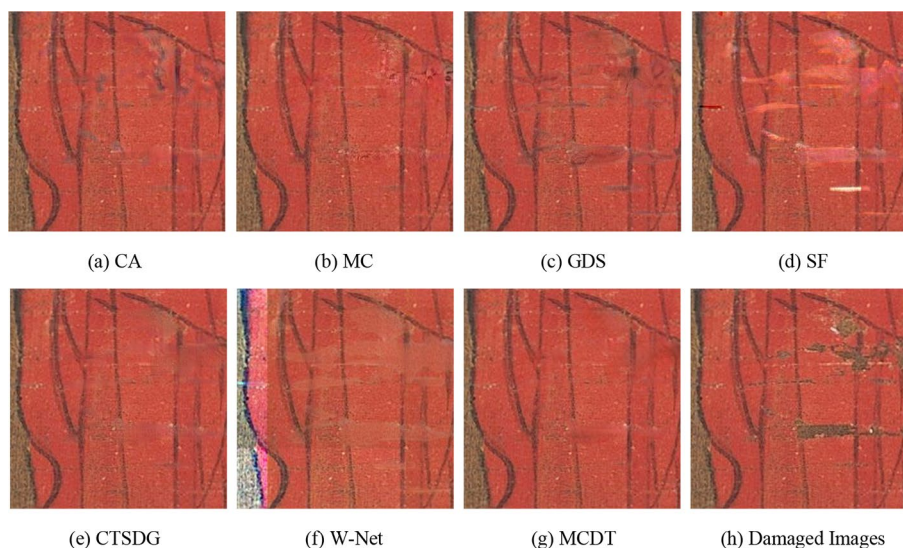 (a) CA
(b) MC
(c) GDS
(d) SF
(e) CTSDG
(f) W-Net
(g) MCDT
(h) Damaged Images